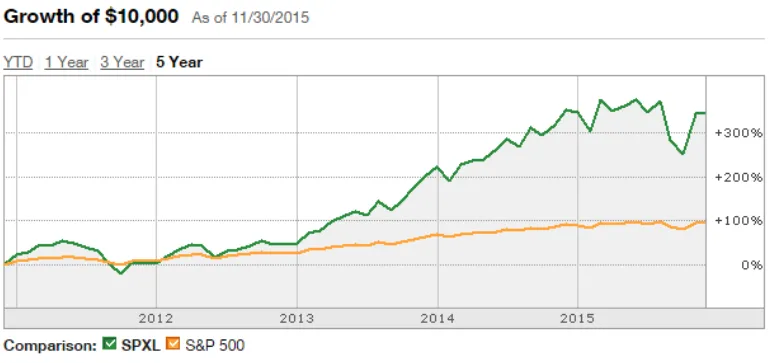 Growth of $10,000 As of 11/30/2015
YTD 1 Year 3 Year 5 Year
+300%
+200%
+100%
0%
2012 2013 2014 2015
Comparison: SPXL S&P 500